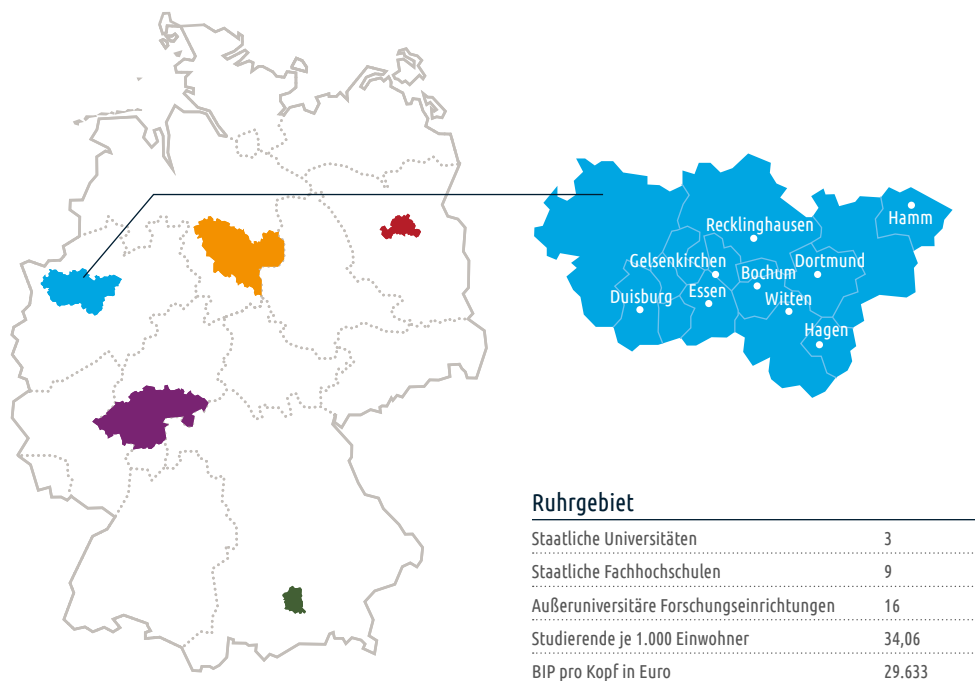 Hamm
Recklinghausen
Gelsenkirchen
Dortmund
Bochum
Duisburg
Essen
Witten
Hagen
Ruhrgebiet
Staatliche Universitäten 3
Staatliche Fachhochschulen 9
Außeruniversitäre Forschungseinrichtungen 16
Studierende je 1.000 Einwohner 34,06
BIP pro Kopf in Euro 29.633